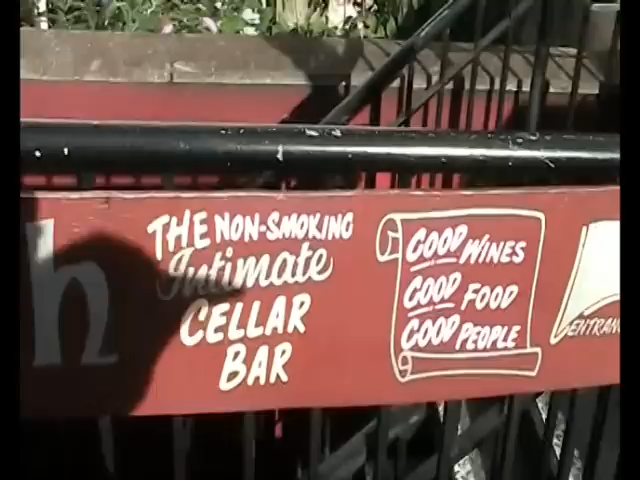 h
THE NON-SMOKING
Intimate
CELLAR
BAR
GOOD WINES
GOOD FOOD
GOOD PEOPLE